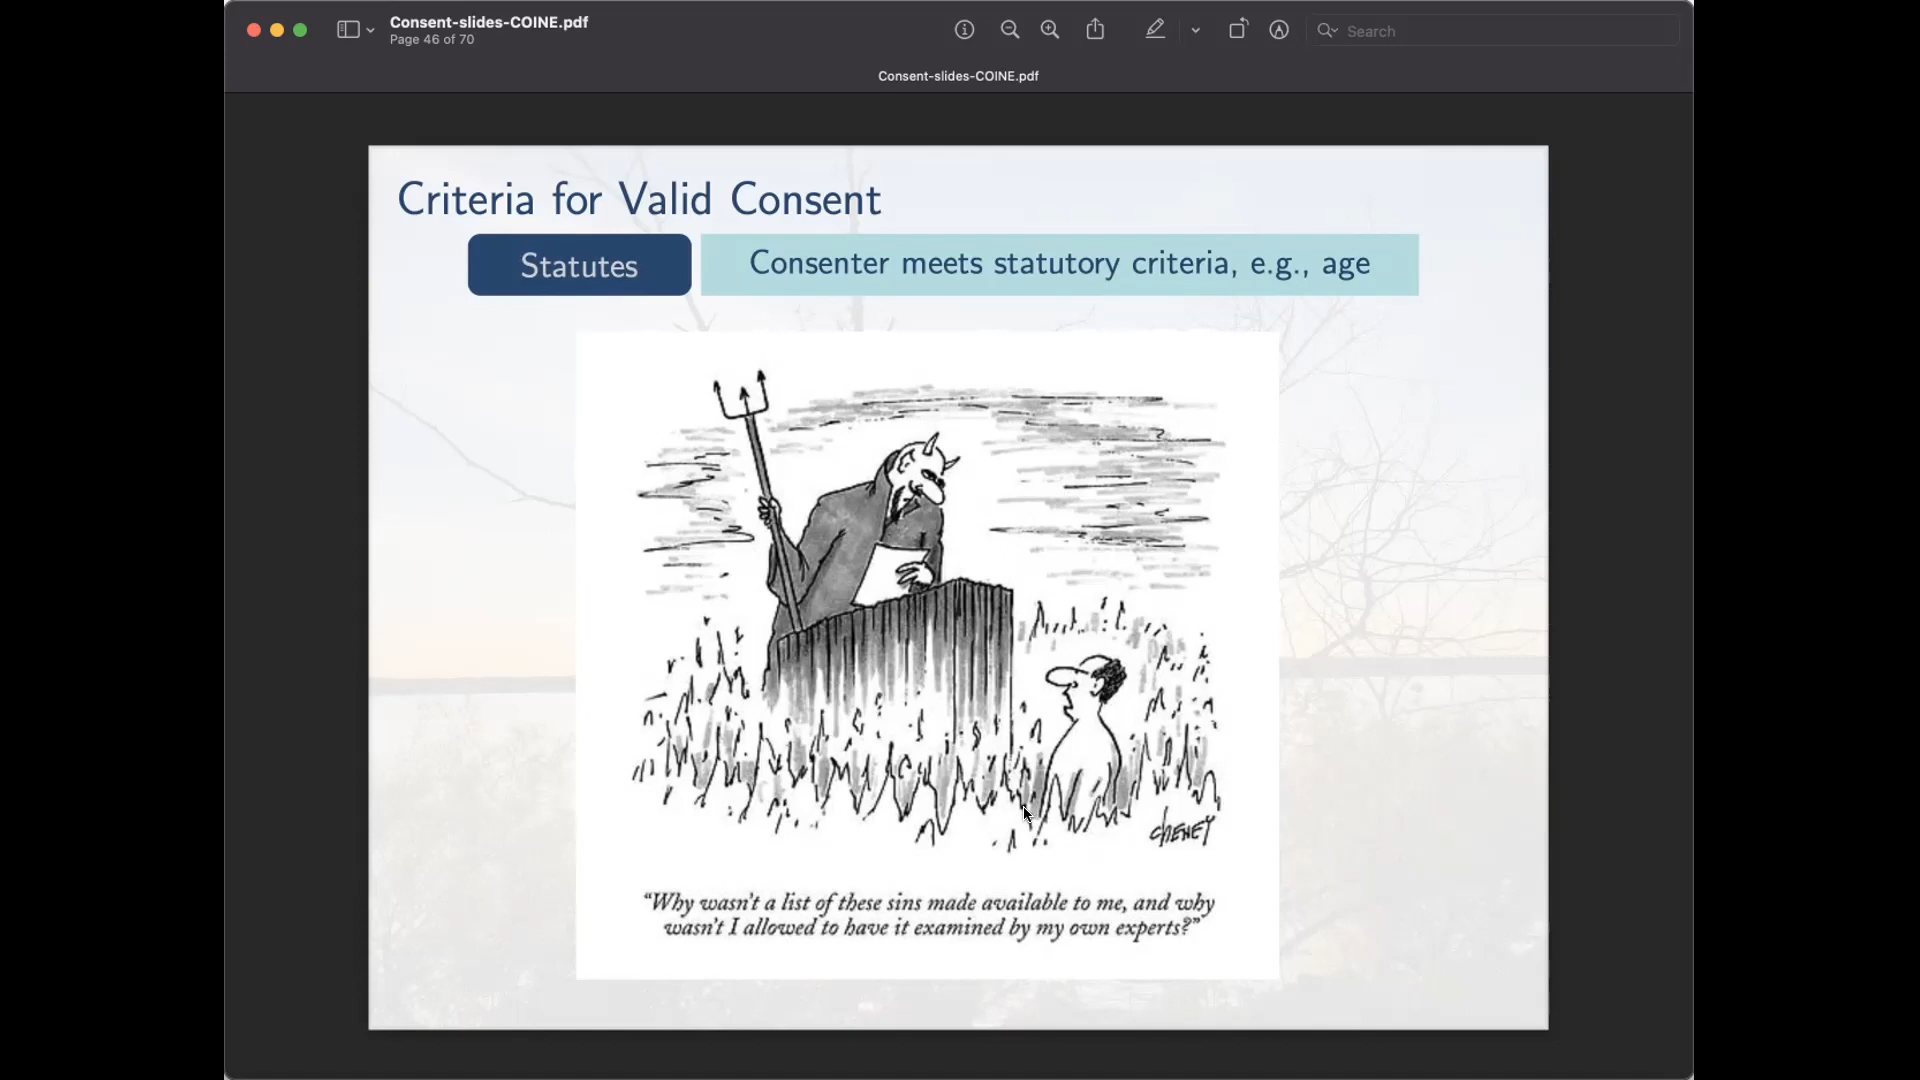 Consent-slides-COINE.pdf
Page 46 of 70
Search
Consent-slides-COINE.pdf
Criteria for Valid Consent
Statutes
Consenter meets statutory criteria, e.g., age
CHENEY
“Why wasn’t a list of these sins made available to me, and why
wasn’t I allowed to have it examined by my own experts?”